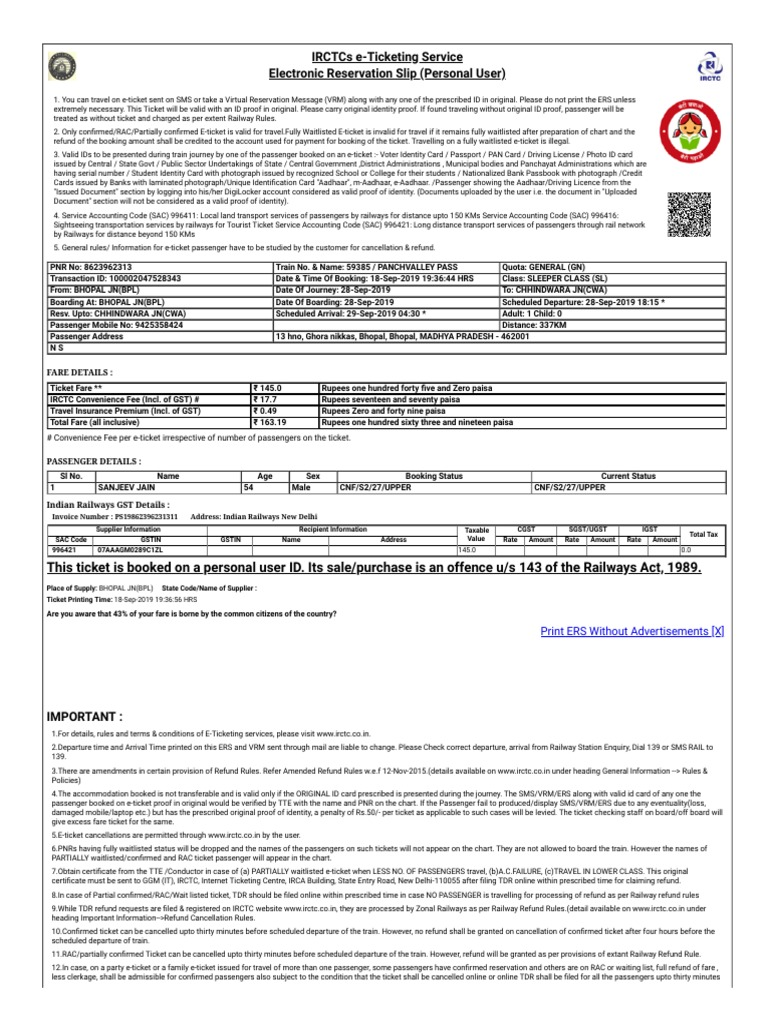 IRCTCs e-Ticketing Service
Electronic Reservation Slip (Personal User)
IRCTC
1. You can travel on e-ticket sent on SMS or take a Virtual Reservation Message (VRM) along with any one of the prescribed ID in original. Please do not print the ERS unless
extremely necessary. This Ticket will be valid with an ID proof in original. Please carry original identity proof. If found traveling without original ID proof, passenger will be
treated as without ticket and charged as per extant Railway Rules.
2. Only confirmed/RAC/Partially confirmed E-ticket is valid for travel.Fully Waitlisted E-ticket is invalid for travel if it remains fully waitlisted after preparation of chart and the
refund of the booking amount shall be credited to the account used for payment for booking of the ticket. Travelling on a fully waitlisted e-ticket is illegal.
3. Valid IDs to be presented during train journey by one of the passenger booked on an e-ticket :- Voter Identity Card / Passport / PAN Card / Driving License / Photo ID card
issued by Central / State Govt / Public Sector Undertakings of State / Central Government ,District Administrations , Municipal bodies and Panchayat Administrations which are
having serial number / Student Identity Card with photograph issued by recognized School or College for their students / Nationalized Bank Passbook with photograph /Credit
Cards issued by Banks with laminated photograph/Unique Identification Card "Aadhaar", m-Aadhaar, e-Aadhaar. /Passenger showing the Aadhaar/Driving Licence from the
"Issued Document" section by logging into his/her DigiLocker account considered as valid proof of identity. (Documents uploaded by the user i.e. the document in "Uploaded
Document" section will not be considered as a valid proof of identity).
4. Service Accounting Code (SAC) 996411: Local land transport services of passengers by railways for distance upto 150 KMs Service Accounting Code (SAC) 996416:
Sightseeing transportation services by railways for Tourist Ticket Service Accounting Code (SAC) 996421: Long distance transport services of passengers through rail network
by Railways for distance beyond 150 KMs
5. General rules/ Information for e-ticket passenger have to be studied by the customer for cancellation & refund.
PNR No: 8623962313 Train No. & Name: 59385 / PANCHVALLEY PASS Quota: GENERAL (GN)
Transaction ID: 100002047528343 Date & Time Of Booking: 18-Sep-2019 19:36:44 HRS Class: SLEEPER CLASS (SL)
From: BHOPAL JN(BPL) Date Of Journey: 28-Sep-2019 To: CHHINDWARA JN(CWA)
Boarding At: BHOPAL JN(BPL) Date Of Boarding: 28-Sep-2019 Scheduled Departure: 28-Sep-2019 18:15 *
Resv. Upto: CHHINDWARA JN(CWA) Scheduled Arrival: 29-Sep-2019 04:30 * Adult: 1 Child: 0
Passenger Mobile No: 9425358424 Distance: 337KM
Passenger Address 13 hno, Ghora nikkas, Bhopal, Bhopal, MADHYA PRADESH - 462001
N S
FARE DETAILS :
Ticket Fare ** ₹ 145.0 Rupees one hundred forty five and Zero paisa
IRCTC Convenience Fee (Incl. of GST) # ₹ 17.7 Rupees seventeen and seventy paisa
Travel Insurance Premium (Incl. of GST) ₹ 0.49 Rupees Zero and forty nine paisa
Total Fare (all inclusive) ₹ 163.19 Rupees one hundred sixty three and nineteen paisa
# Convenience Fee per e-ticket irrespective of number of passengers on the ticket.
PASSENGER DETAILS :
Sl No. Name Age Sex Booking Status Current Status
1 SANJEEV JAIN 54 Male CNF/S2/27/UPPER CNF/S2/27/UPPER
Indian Railways GST Details :
Invoice Number : PS19862396231311 Address: Indian Railways New Delhi
Supplier Information Recipient Information Taxable Value CGST SGST/UGST IGST Total Tax
SAC Code GSTIN GSTIN Name Address Rate Amount Rate Amount Rate Amount
996421 07AAAGM0289C1ZL 145.0 0.0
This ticket is booked on a personal user ID. Its sale/purchase is an offence u/s 143 of the Railways Act, 1989.
Place of Supply: BHOPAL JN(BPL) State Code/Name of Supplier :
Ticket Printing Time: 18-Sep-2019 19:36:56 HRS
Are you aware that 43% of your fare is borne by the common citizens of the country?
Print ERS Without Advertisements [X]
IMPORTANT :
1.For details, rules and terms & conditions of E-Ticketing services, please visit www.irctc.co.in.
2.Departure time and Arrival Time printed on this ERS and VRM sent through mail are liable to change. Please Check correct departure, arrival from Railway Station Enquiry, Dial 139 or SMS RAIL to
139.
3.There are amendments in certain provision of Refund Rules. Refer Amended Refund Rules w.e.f 12-Nov-2015.(details available on www.irctc.co.in under heading General Information --> Rules &
Policies)
4.The accommodation booked is not transferable and is valid only if the ORIGINAL ID card prescribed is presented during the journey. The SMS/VRM/ERS along with valid id card of any one the
passenger booked on e-ticket proof in original would be verified by TTE with the name and PNR on the chart. If the Passenger fail to produced/display SMS/VRM/ERS due to any eventuality(loss,
damaged mobile/laptop etc.) but has the prescribed original proof of identity, a penalty of Rs.50/- per ticket as applicable to such cases will be levied. The ticket checking staff on board/off board will
give excess fare ticket for the same.
5.E-ticket cancellations are permitted through www.irctc.co.in by the user.
6.PNRs having fully waitlisted status will be dropped and the names of the passengers on such tickets will not appear on the chart. They are not allowed to board the train. However the names of
PARTIALLY waitlisted/confirmed and RAC ticket passenger will appear in the chart.
7.Obtain certificate from the TTE /Conductor in case of (a) PARTIALLY waitlisted e-ticket when LESS NO. OF PASSENGERS travel, (b)A.C.FAILURE, (c)TRAVEL IN LOWER CLASS. This original
certificate must be sent to GGM (IT), IRCTC, Internet Ticketing Centre, IRCA Building, State Entry Road, New Delhi-110055 after filing TDR online within prescribed time for claiming refund.
8.In case of Partial confirmed/RAC/Wait listed ticket, TDR should be filed online within prescribed time in case NO PASSENGER is travelling for processing of refund as per Railway refund rules
9.While TDR refund requests are filed & registered on IRCTC website www.irctc.co.in, they are processed by Zonal Railways as per Railway Refund Rules.(detail available on www.irctc.co.in under
heading Important Information-->Refund Cancellation Rules.
10.Confirmed ticket can be cancelled upto thirty minutes before scheduled departure of the train. However, no refund shall be granted on cancellation of confirmed ticket after four hours before the
scheduled departure of train.
11.RAC/partially confirmed Ticket can be cancelled upto thirty minutes before scheduled departure of the train. However, refund will be granted as per provisions of extant Railway Refund Rule.
12.In case, on a party e-ticket or a family e-ticket issued for travel of more than one passenger, some passengers have confirmed reservation and others are on RAC or waiting list, full refund of fare ,
less clerkage, shall be admissible for confirmed passengers also subject to the condition that the ticket shall be cancelled online or online TDR shall be filed for all the passengers upto thirty minutes